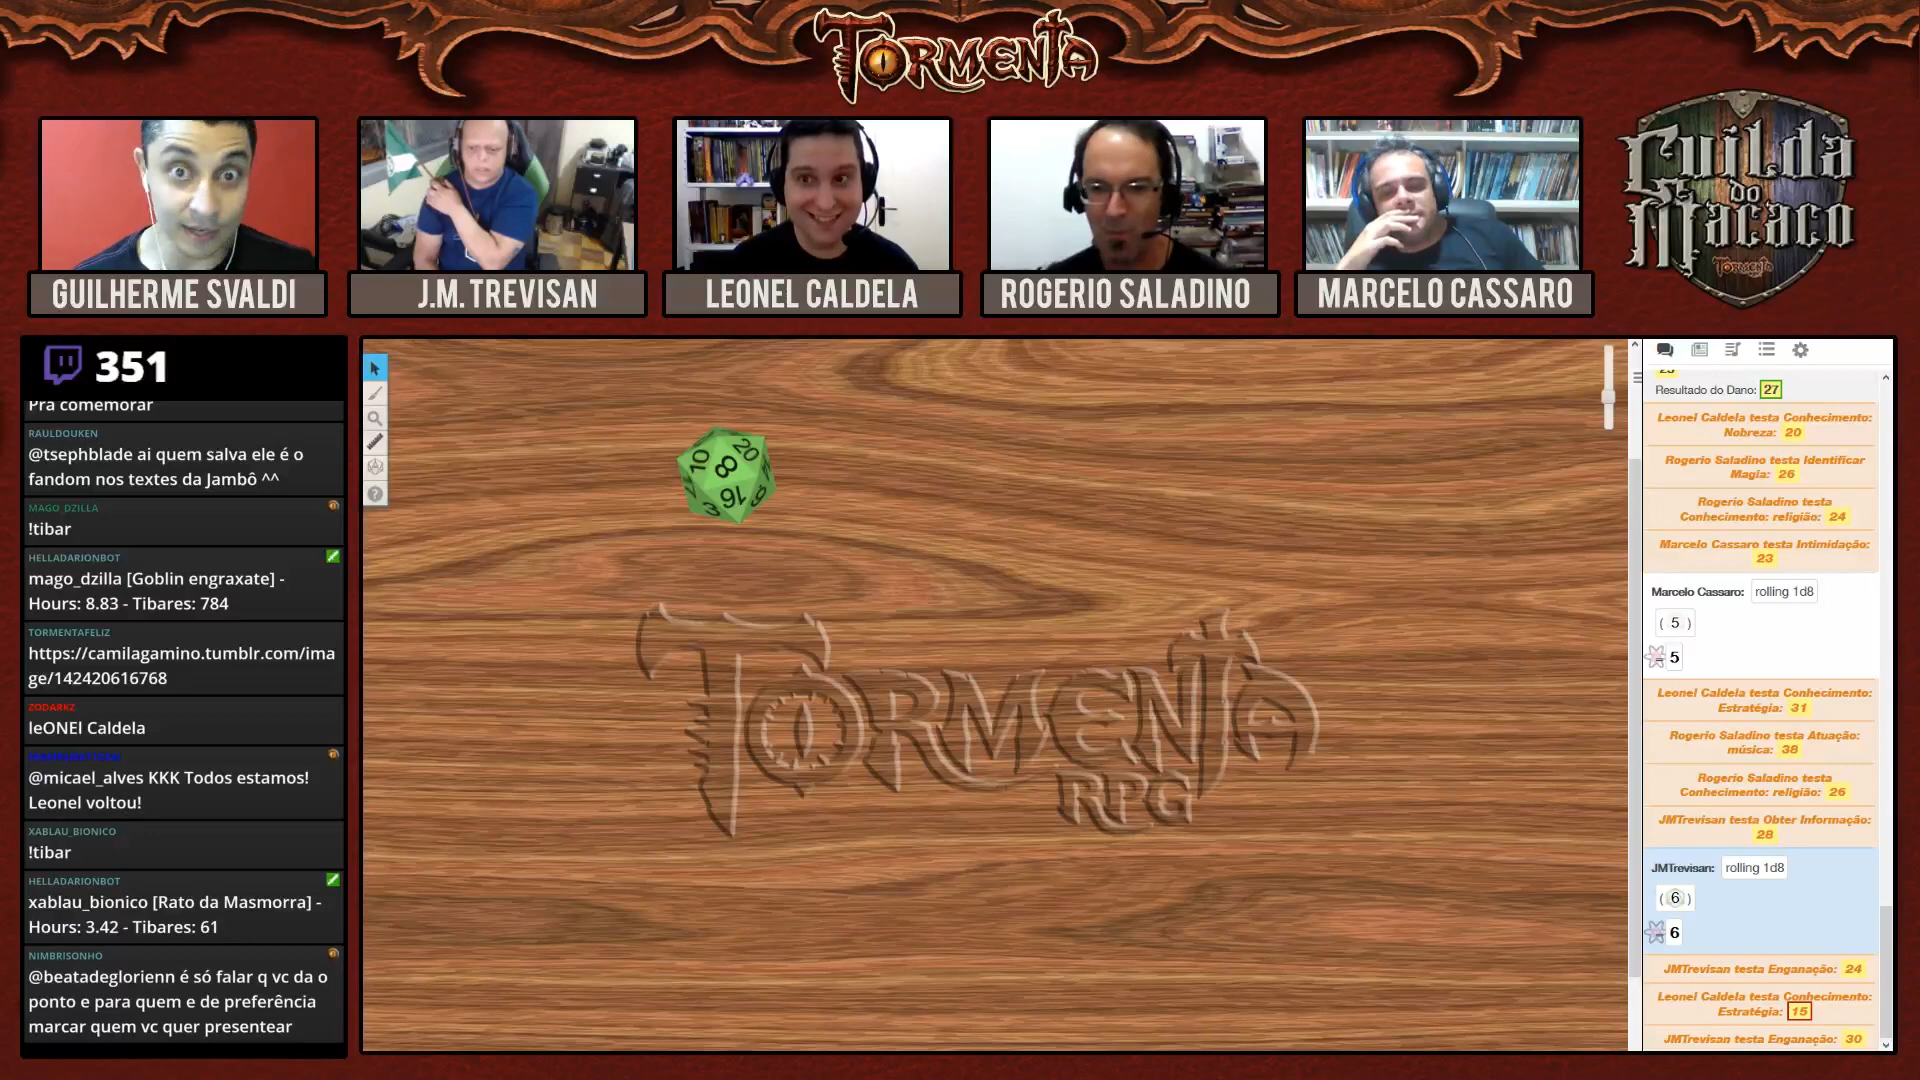 TORMENTA
GUILHERME SVALDI
J.M. TREVISAN
LEONEL CALDELA
ROGERIO SALADINO
MARCELO CASSARO
Guilda
do
Macaco
TORMENTA
351
Pra comemorar
RAULDOUKEN
@tsephblade ai quem salva ele é o
fandom nos textes da Jambô ^^
MAGO_DZILLA
!tibar
HELLADARIONBOT
mago_dzilla [Goblin engraxate] -
Hours: 8.83 - Tibares: 784
TORMENTAFELIZ
https://camilagamino.tumblr.com/ima
ge/142420616768
ZODARKZ
leONEl Caldela
@micael_alves KKK Todos estamos!
Leonel voltou!
XABLAU_BIONICO
!tibar
HELLADARIONBOT
xablau_bionico [Rato da Masmorra] -
Hours: 3.42 - Tibares: 61
NIMBRISONHO
@beatadeglorienn é só falar q vc da o
ponto e para quem e de preferência
marcar quem vc quer presentear
10
20
8
16
3
TORMENTA
RPG
Resultado do Dano: 27
Leonel Caldela testa Conhecimento:
Nobreza: 20
Rogerio Saladino testa Identificar
Magia: 26
Rogerio Saladino testa
Conhecimento: religião: 24
Marcelo Cassaro testa Intimidação:
23
Marcelo Cassaro: rolling 1d8
( 5 )
= 5
Leonel Caldela testa Conhecimento:
Estratégia: 31
Rogerio Saladino testa Atuação:
música: 38
Rogerio Saladino testa
Conhecimento: religião: 26
JMTrevisan testa Obter Informação:
28
JMTrevisan: rolling 1d8
( 6 )
= 6
JMTrevisan testa Enganação: 24
Leonel Caldela testa Conhecimento:
Estratégia: 15
JMTrevisan testa Enganação: 30